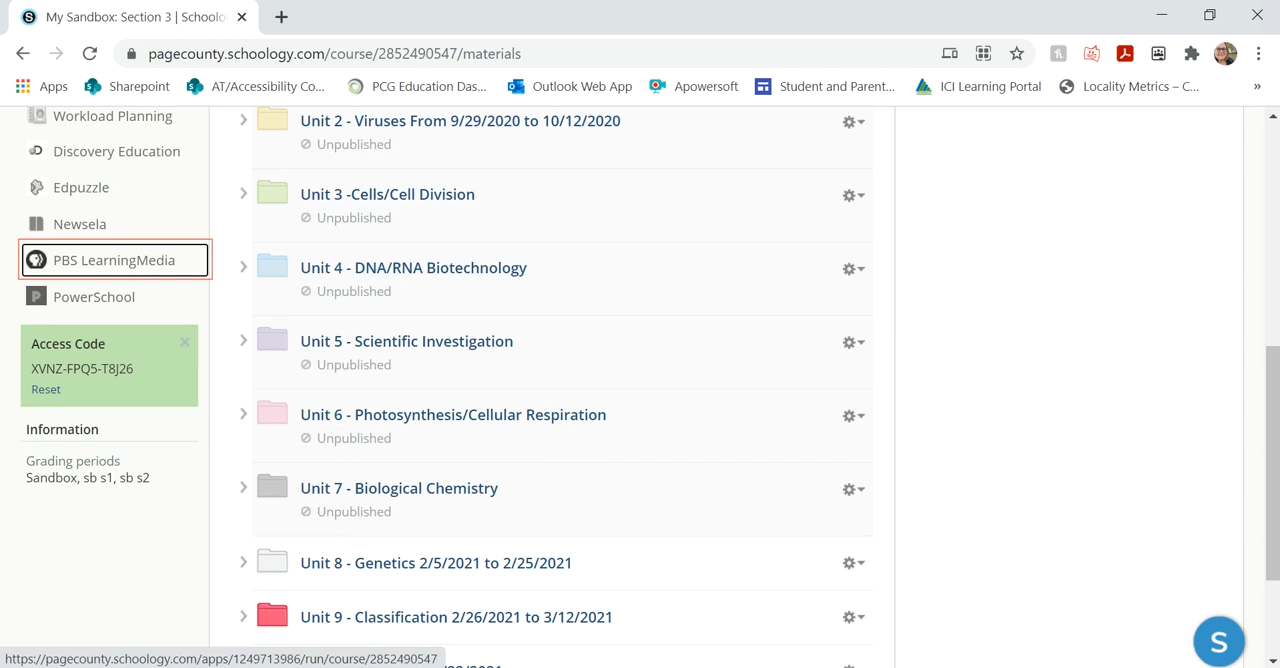 My Sandbox: Section 3 | Schoolo
pagecounty.schoology.com/course/2852490547/materials
Apps Sharepoint AT/Accessibility Co... PCG Education Das... Outlook Web App Apowersoft Student and Parent... ICI Learning Portal Locality Metrics – C... »
Workload Planning
Discovery Education
Edpuzzle
Newsela
PBS LearningMedia
PowerSchool
Access Code
XVNZ-FPQ5-T8J26
Reset
Information
Grading periods
Sandbox, sb s1, sb s2
Unit 2 - Viruses From 9/29/2020 to 10/12/2020
Unpublished
Unit 3 -Cells/Cell Division
Unpublished
Unit 4 - DNA/RNA Biotechnology
Unpublished
Unit 5 - Scientific Investigation
Unpublished
Unit 6 - Photosynthesis/Cellular Respiration
Unpublished
Unit 7 - Biological Chemistry
Unpublished
Unit 8 - Genetics 2/5/2021 to 2/25/2021
Unit 9 - Classification 2/26/2021 to 3/12/2021
S
https://pagecounty.schoology.com/apps/1249713986/run/course/2852490547